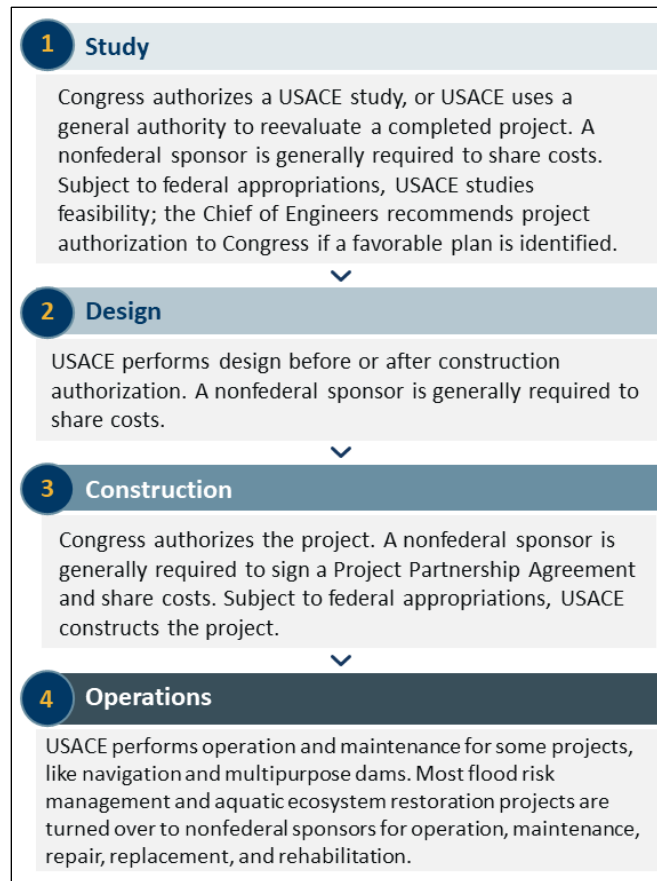 1 Study
Congress authorizes a USACE study, or USACE uses a
general authority to reevaluate a completed project. A
nonfederal sponsor is generally required to share costs.
Subject to federal appropriations, USACE studies
feasibility; the Chief of Engineers recommends project
authorization to Congress if a favorable plan is identified.
2 Design
USACE performs design before or after construction
authorization. A nonfederal sponsor is generally required to
share costs.
3 Construction
Congress authorizes the project. A nonfederal sponsor is
generally required to sign a Project Partnership Agreement
and share costs. Subject to federal appropriations, USACE
constructs the project.
4 Operations
USACE performs operation and maintenance for some projects,
like navigation and multipurpose dams. Most flood risk
management and aquatic ecosystem restoration projects are
turned over to nonfederal sponsors for operation, maintenance,
repair, replacement, and rehabilitation.